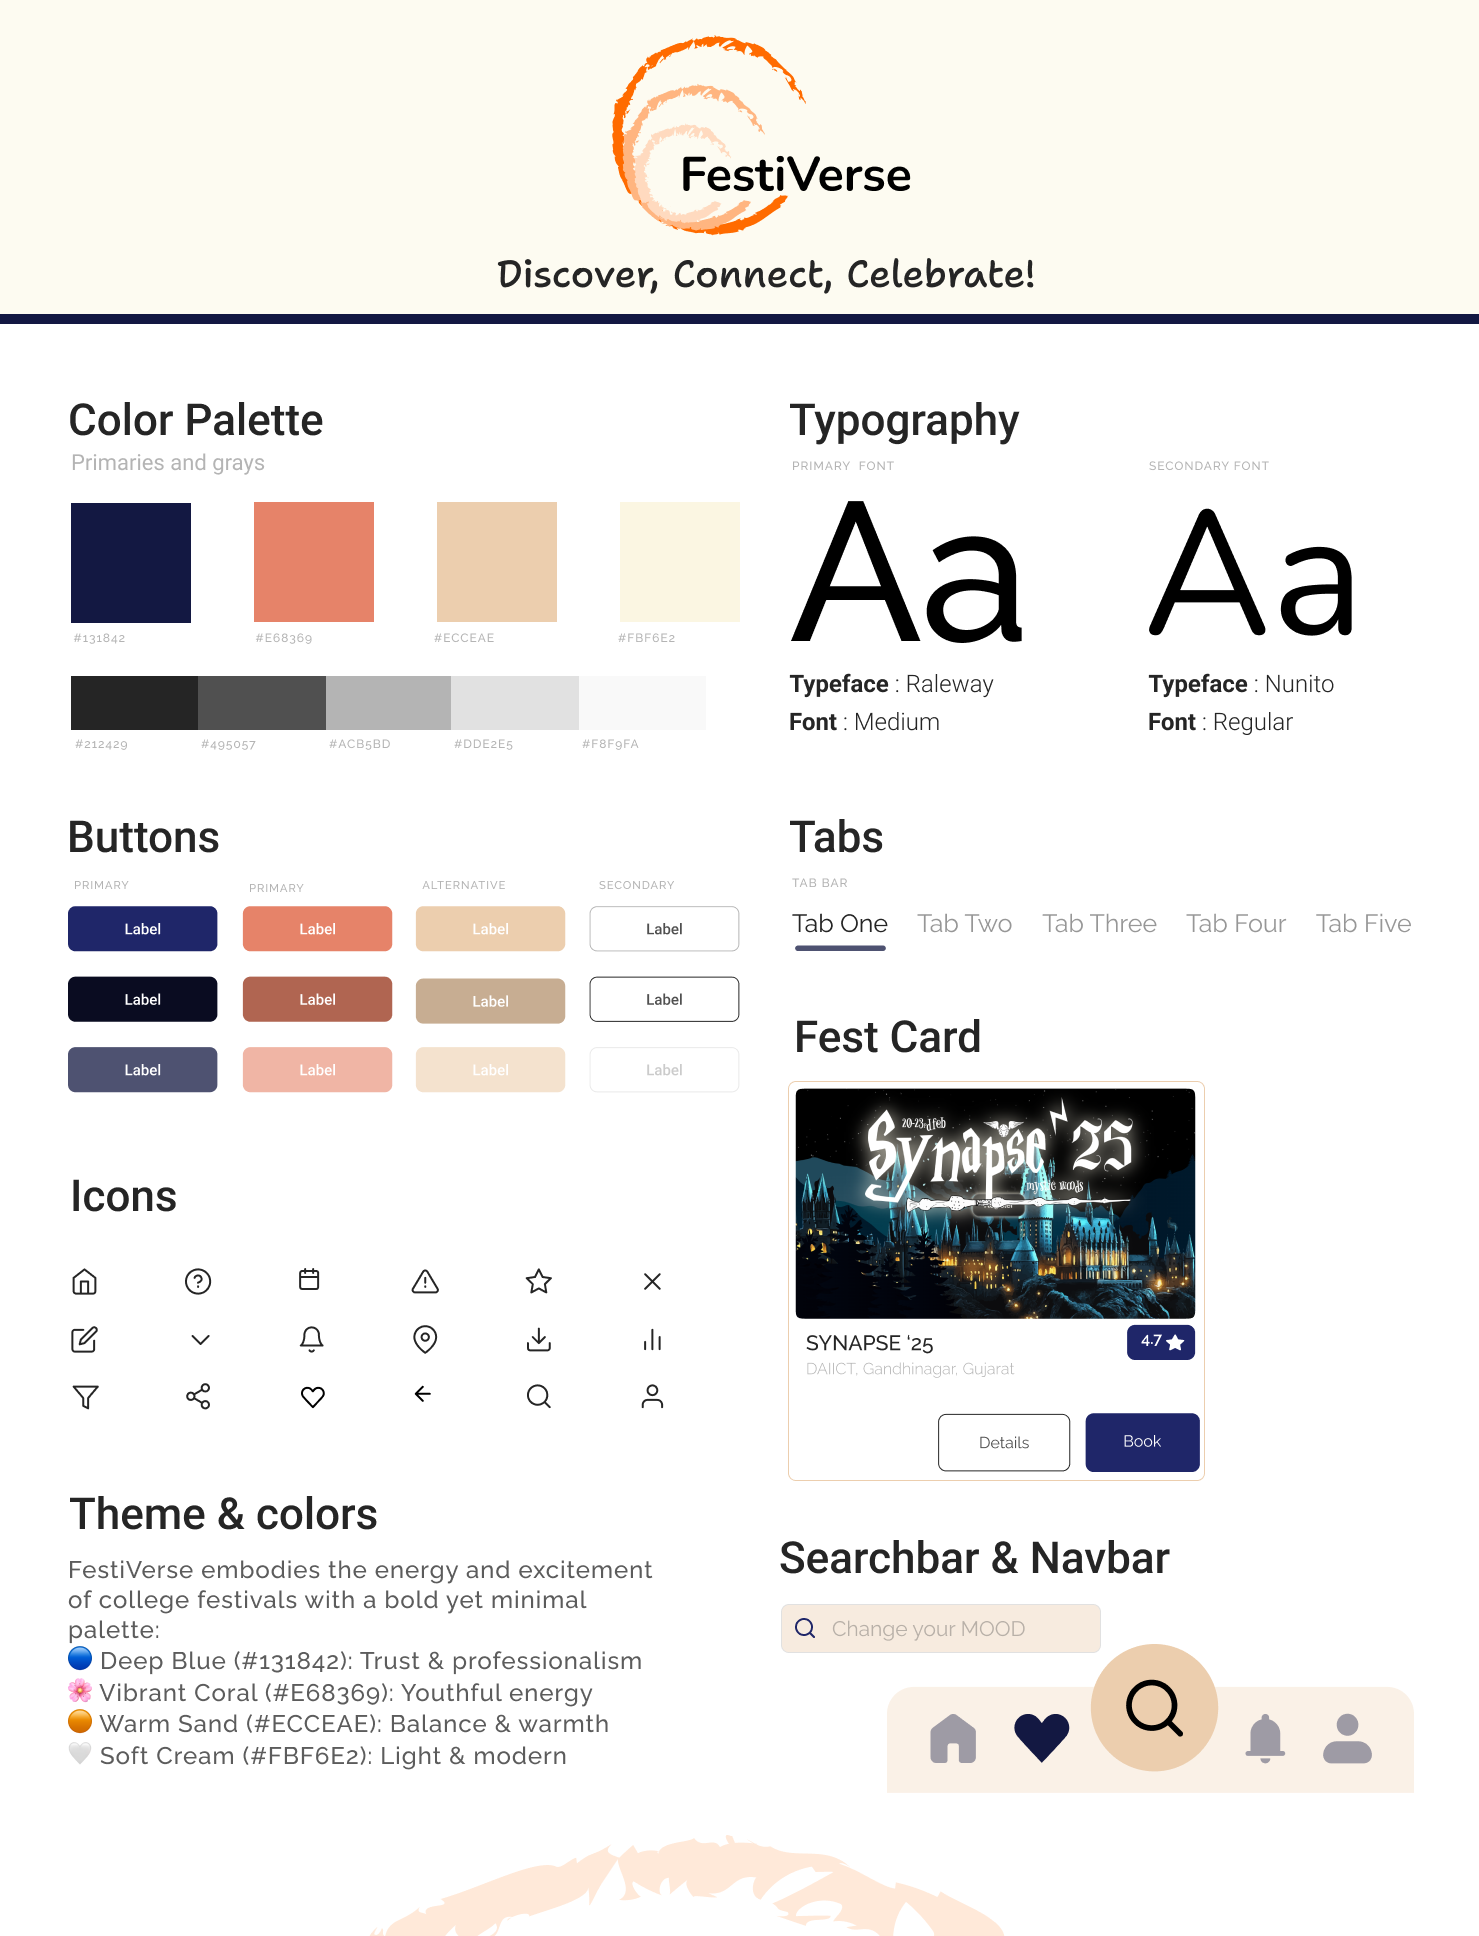 FestiVerse
Discover, Connect, Celebrate!
Color Palette
Primaries and grays
#131842
#E68369
#ECCEAE
#FBF6E2
#212429
#495057
#ACB5BD
#DDE2E5
#F8F9FA
Typography
PRIMARY FONT
SECONDARY FONT
Aa
Aa
Typeface : Raleway
Font : Medium
Typeface : Nunito
Font : Regular
Buttons
PRIMARY
PRIMARY
ALTERNATIVE
SECONDARY
Label
Label
Label
Label
Label
Label
Label
Label
Label
Label
Label
Label
Tabs
TAB BAR
Tab One
Tab Two
Tab Three
Tab Four
Tab Five
Icons
Fest Card
20-23rd feb
Synapse '25
mystic woods
SYNAPSE ‘25
4.7
DAIICT, Gandhinagar, Gujarat
Details
Book
Theme & colors
FestiVerse embodies the energy and excitement
of college festivals with a bold yet minimal
palette:
🔵 Deep Blue (#131842): Trust & professionalism
🌸 Vibrant Coral (#E68369): Youthful energy
🟠 Warm Sand (#ECCEAE): Balance & warmth
🤍 Soft Cream (#FBF6E2): Light & modern
Searchbar & Navbar
Change your MOOD